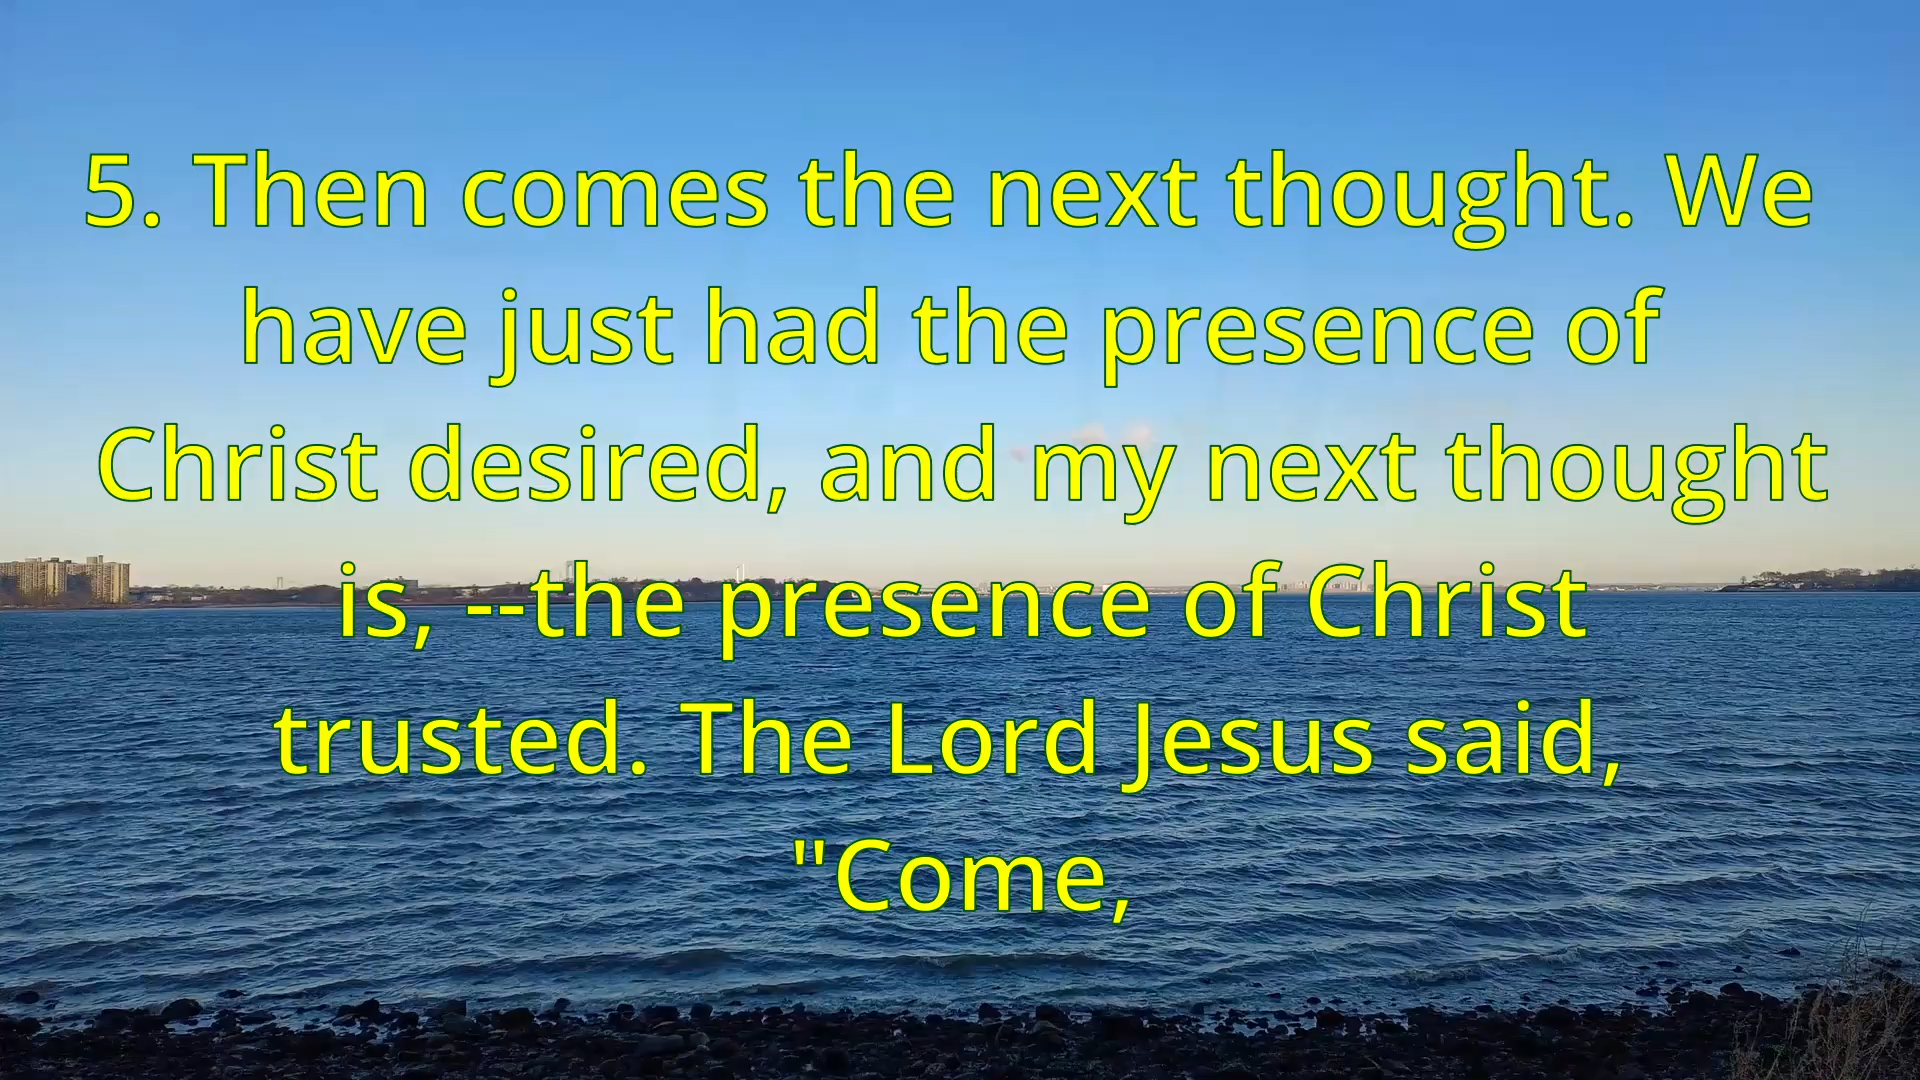 5. Then comes the next thought. We
have just had the presence of
Christ desired, and my next thought
is, --the presence of Christ
trusted. The Lord Jesus said,
"Come,